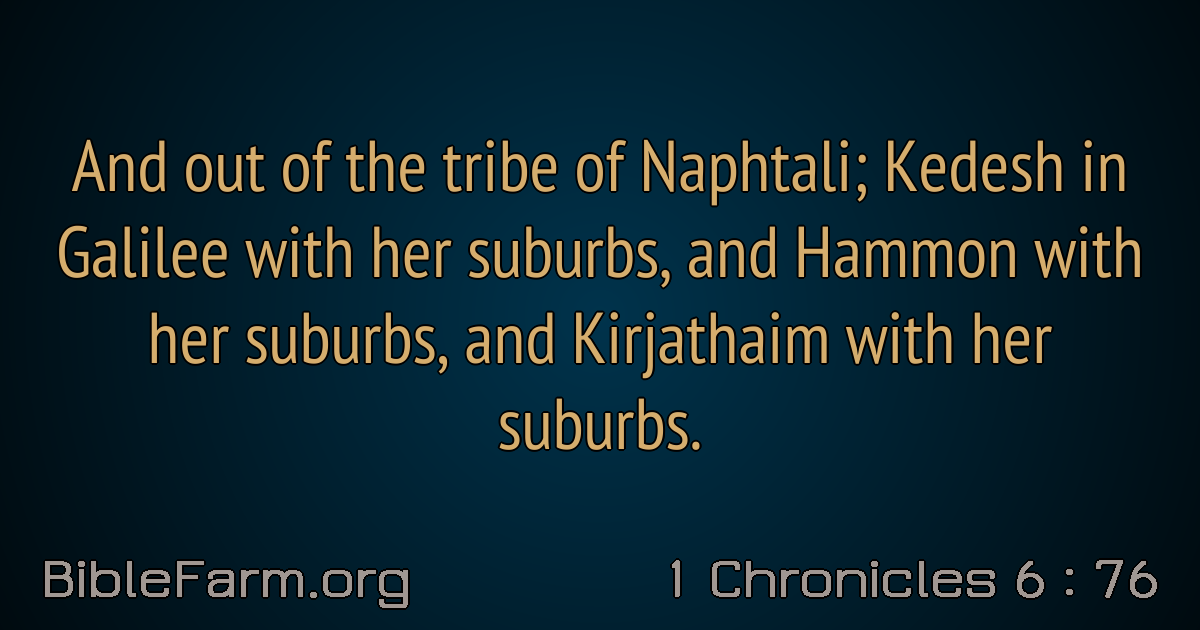 And out of the tribe of Naphtali; Kedesh in
Galilee with her suburbs, and Hammon with
her suburbs, and Kirjathaim with her
suburbs.
BibleFarm.org
1 Chronicles 6 : 76